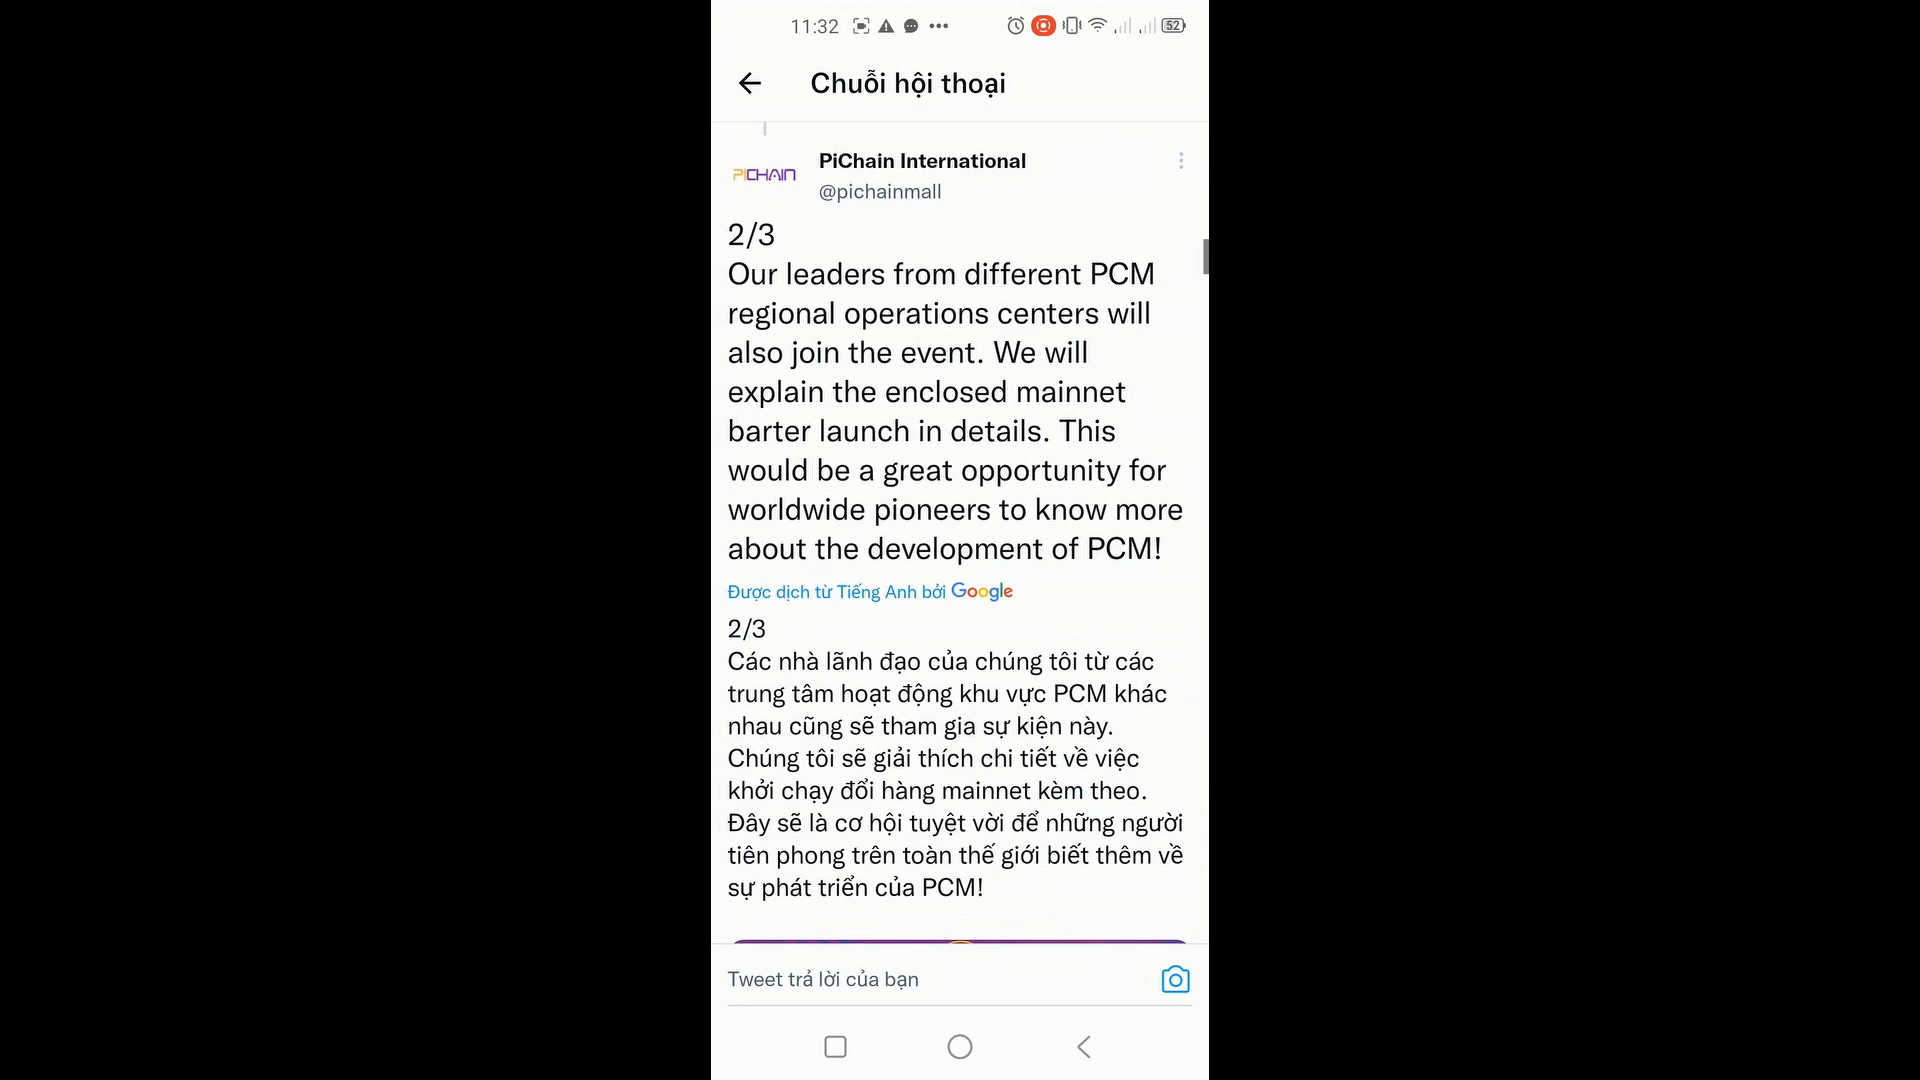 11:32
52
Chuỗi hội thoại
PICHAIN
PiChain International
@pichainmall
2/3
Our leaders from different PCM
regional operations centers will
also join the event. We will
explain the enclosed mainnet
barter launch in details. This
would be a great opportunity for
worldwide pioneers to know more
about the development of PCM!
Được dịch từ Tiếng Anh bởi Google
2/3
Các nhà lãnh đạo của chúng tôi từ các
trung tâm hoạt động khu vực PCM khác
nhau cũng sẽ tham gia sự kiện này.
Chúng tôi sẽ giải thích chi tiết về việc
khởi chạy đổi hàng mainnet kèm theo.
Đây sẽ là cơ hội tuyệt vời để những người
tiên phong trên toàn thế giới biết thêm về
sự phát triển của PCM!
Tweet trả lời của bạn